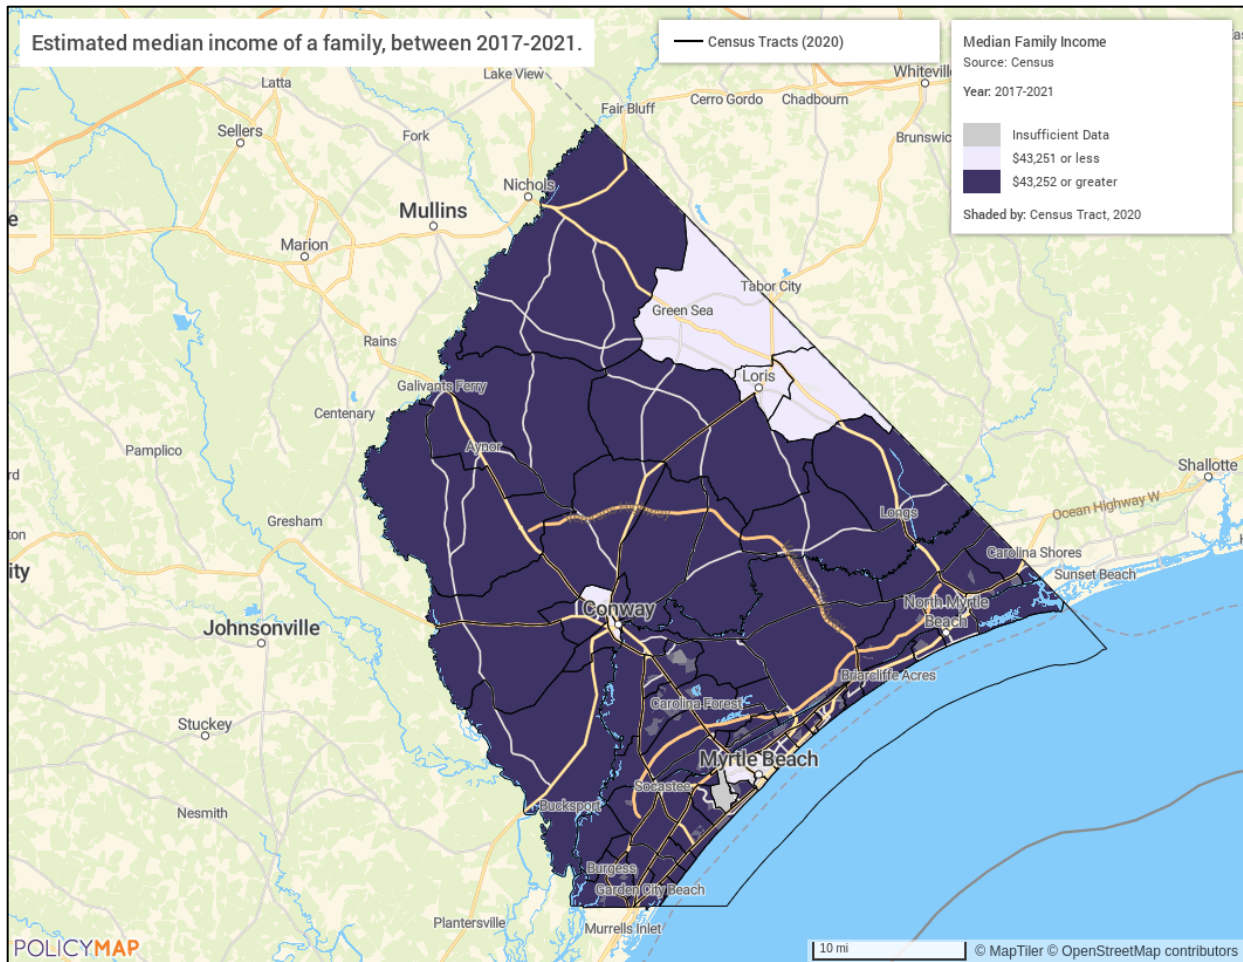 Estimated median income of a family, between 2017-2021.
Census Tracts (2020)
Median Family Income
Source: Census
Year: 2017-2021
Insufficient Data
$43,251 or less
$43,252 or greater
Shaded by: Census Tract, 2020
Lake View
Latta
Whiteville
Cerro Gordo
Chadbourn
Fair Bluff
Sellers
Fork
Brunswic
Nichols
Mullins
e
Marion
Tabor City
Green Sea
Rains
Loris
Galivants Ferry
Centenary
Aynor
Pamplico
Shallotte
rd
Ocean Highway W
Longs
Gresham
ton
Carolina Shores
ity
Sunset Beach
North Myrtle
Beach
Conway
Johnsonville
Briarcliffe Acres
Carolina Forest
Stuckey
Myrtle Beach
Socastee
Bucksport
Nesmith
Burgess
Garden City Beach
Plantersville
Murrells Inlet
POLICYMAP
10 mi
© MapTiler © OpenStreetMap contributors